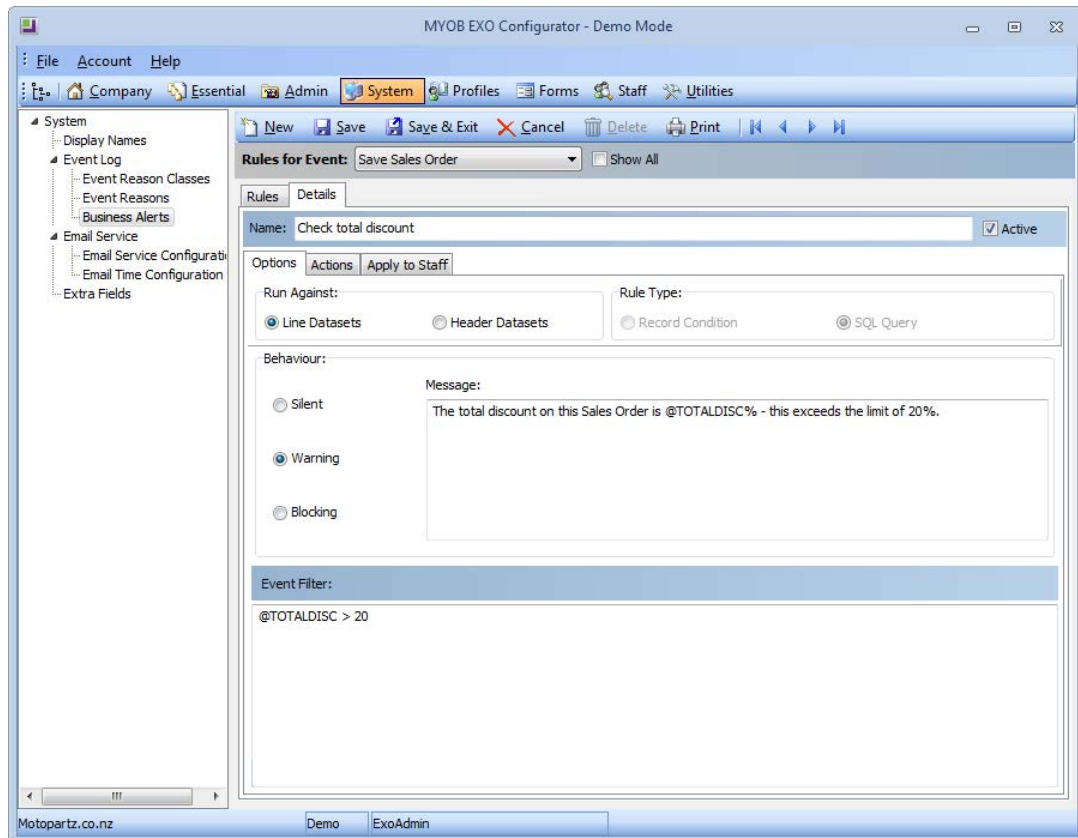 MYOB EXO Configurator - Demo Mode
File Account Help
Company Essential Admin System Profiles Forms Staff Utilities
System
Display Names
Event Log
Event Reason Classes
Event Reasons
Business Alerts
Email Service
Email Service Configurati
Email Time Configuration
Extra Fields
New Save Save & Exit Cancel Delete Print
Rules for Event: Save Sales Order Show All
Rules Details
Name: Check total discount Active
Options Actions Apply to Staff
Run Against: Rule Type:
Line Datasets Header Datasets Record Condition SQL Query
Behaviour:
Message:
Silent
The total discount on this Sales Order is @TOTALDISC% - this exceeds the limit of 20%.
Warning
Blocking
Event Filter:
@TOTALDISC > 20
Motopartz.co.nz Demo ExoAdmin